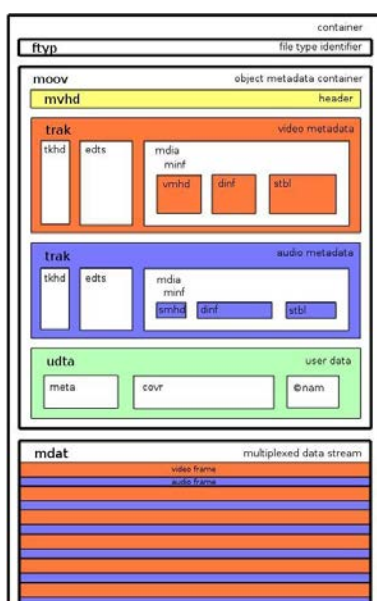 container
ftyp file type identifier
moov object metadata container
mvhd header
trak video metadata
tkhd edts mdia
minf
vmhd dinf stbl
trak audio metadata
tkhd edts mdia
minf
smhd dinf stbl
udta user data
meta covr ©nam
mdat multiplexed data stream
video frame
audio frame